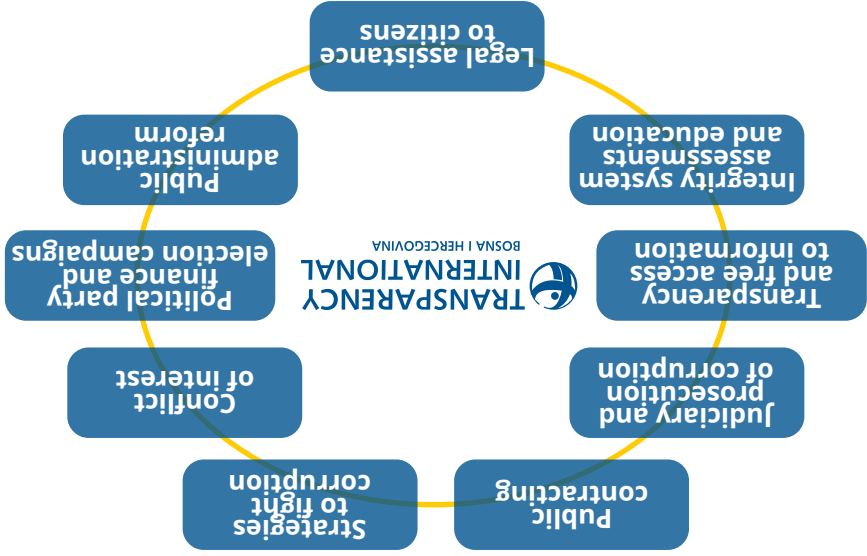 Public
contracting
Strategies
to fight
corruption
Judiciary and
prosecution
of corruption
Conflict
of interest
Transparency
and free access
to information
TRANSPARENCY
INTERNATIONAL
BOSNA I HERCEGOVINA
Political party
finance and
election campaigns
Integrity system
assessments
and education
Public
administration
reform
Legal assistance
to citizens